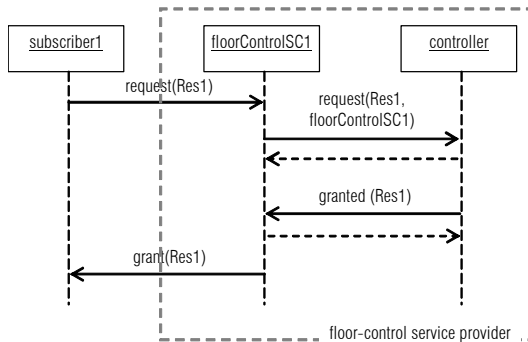 subscriber1
floorControlSC1
controller
request(Res1)
request(Res1,
floorControlSC1)
granted (Res1)
grant(Res1)
floor-control service provider